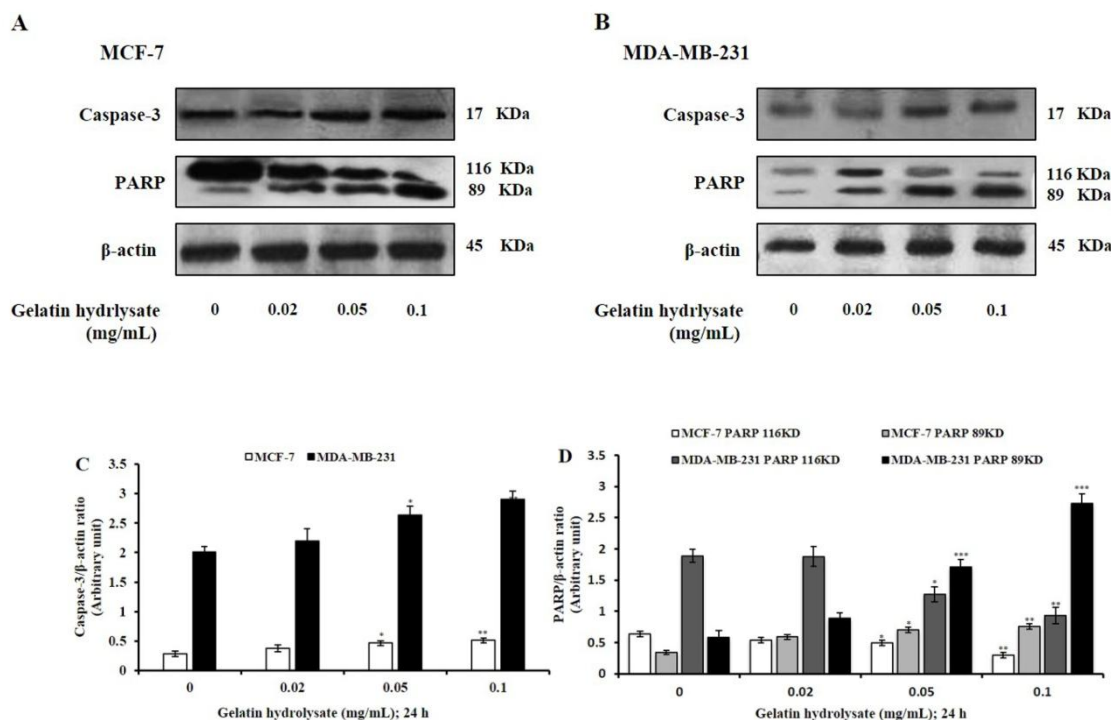 A
MCF-7
Caspase-3
17 KDa
PARP
116 KDa
89 KDa
β-actin
45 KDa
Gelatin hydrlysate
(mg/mL)
0 0.02 0.05 0.1
B
MDA-MB-231
Caspase-3
17 KDa
PARP
116 KDa
89 KDa
β-actin
45 KDa
Gelatin hydrlysate
(mg/mL)
0 0.02 0.05 0.1
C
MCF-7 MDA-MB-231
Caspase-3/β-actin ratio
(Arbitrary unit)
3.5
3
2.5
2
1.5
1
0.5
0
*
*
**
0 0.02 0.05 0.1
Gelatin hydrolysate (mg/mL); 24 h
MCF-7 PARP 116KD MCF-7 PARP 89KD
MDA-MB-231 PARP 116KD MDA-MB-231 PARP 89KD
D
PARP/β-actin ratio
(Arbitrary unit)
3.5
3
2.5
2
1.5
1
0.5
0
*
*
*
***
**
**
**
***
0 0.02 0.05 0.1
Gelatin hydrolysate (mg/mL); 24 h